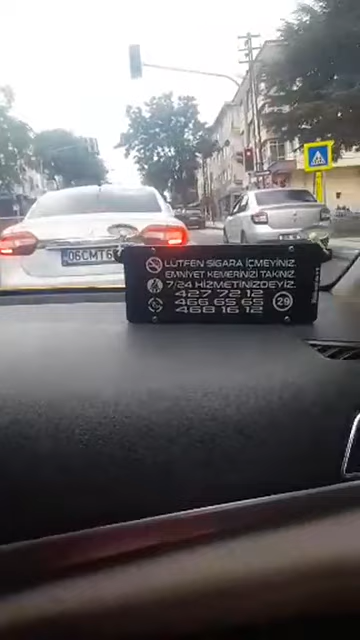 06CMT6
LÜTFEN SİGARA İÇMEYİNİZ.
EMNİYET KEMERİNİZİ TAKINIZ.
7/24 HİZMETİNİZDEYİZ.
427 72 12
466 65 65
468 16 12
29